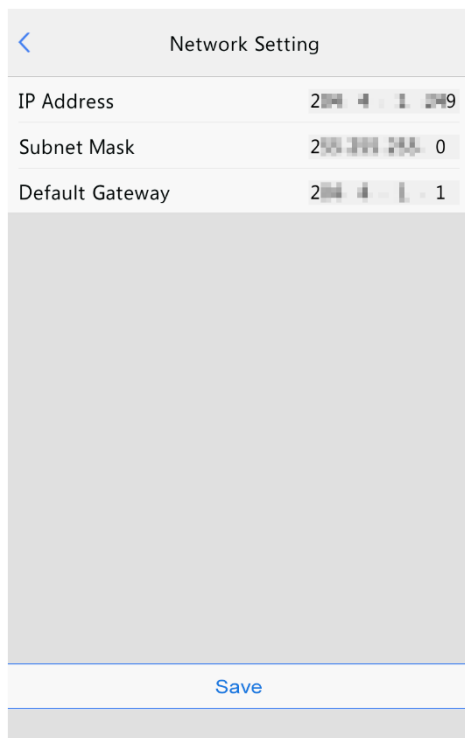 Network Setting
IP Address
Subnet Mask
Default Gateway
Save